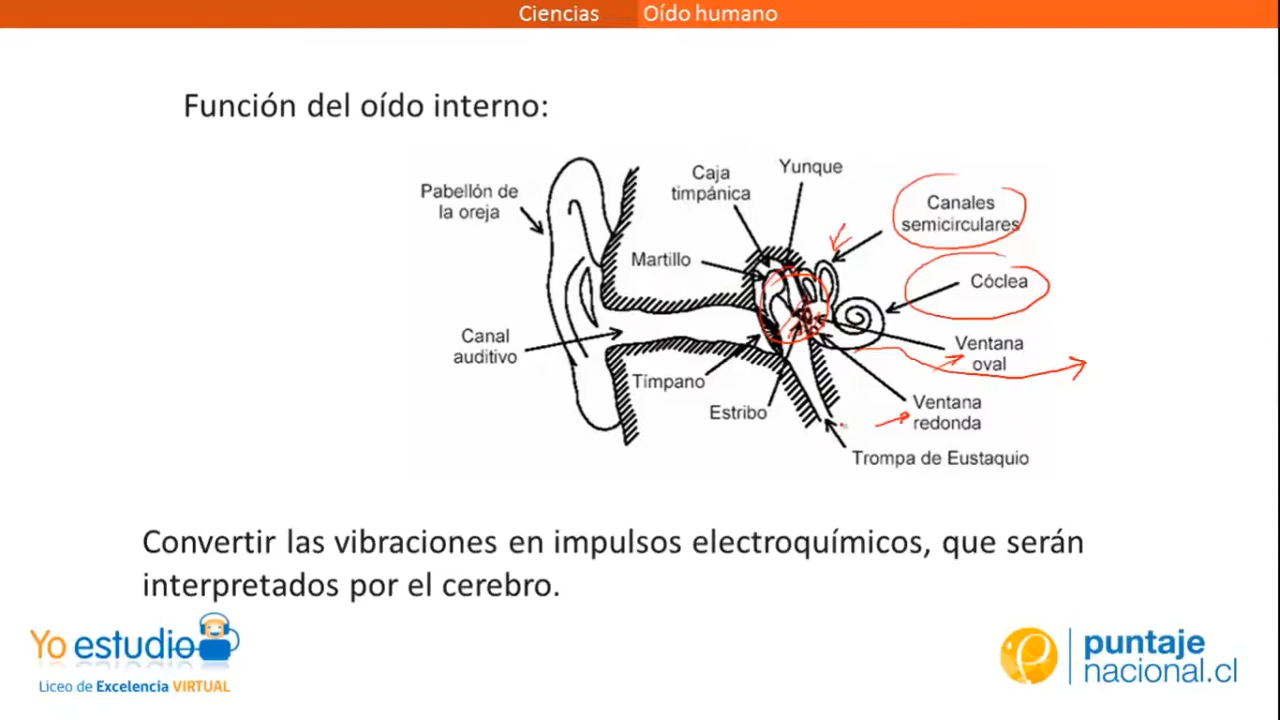 Ciencias
Oído humano
Función del oído interno:
Pabellón de
la oreja
Caja
timpánica
Yunque
Canales
semicirculares
Martillo
Cóclea
Canal
auditivo
Ventana
oval
Tímpano
Estribo
Ventana
redonda
Trompa de Eustaquio
Convertir las vibraciones en impulsos electroquímicos, que serán
interpretados por el cerebro.
Yo estudio
Liceo de Excelencia VIRTUAL
puntaje
nacional.cl